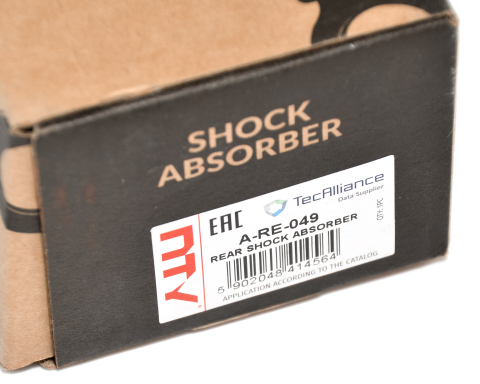 SHOCK
ABSORBER
EAC
TecAlliance
Data Supplier
A-RE-049
REAR SHOCK ABSORBER
QTY: 1PC
5 902048 414564
APPLICATION ACCORDING TO THE CATALOG
NTY